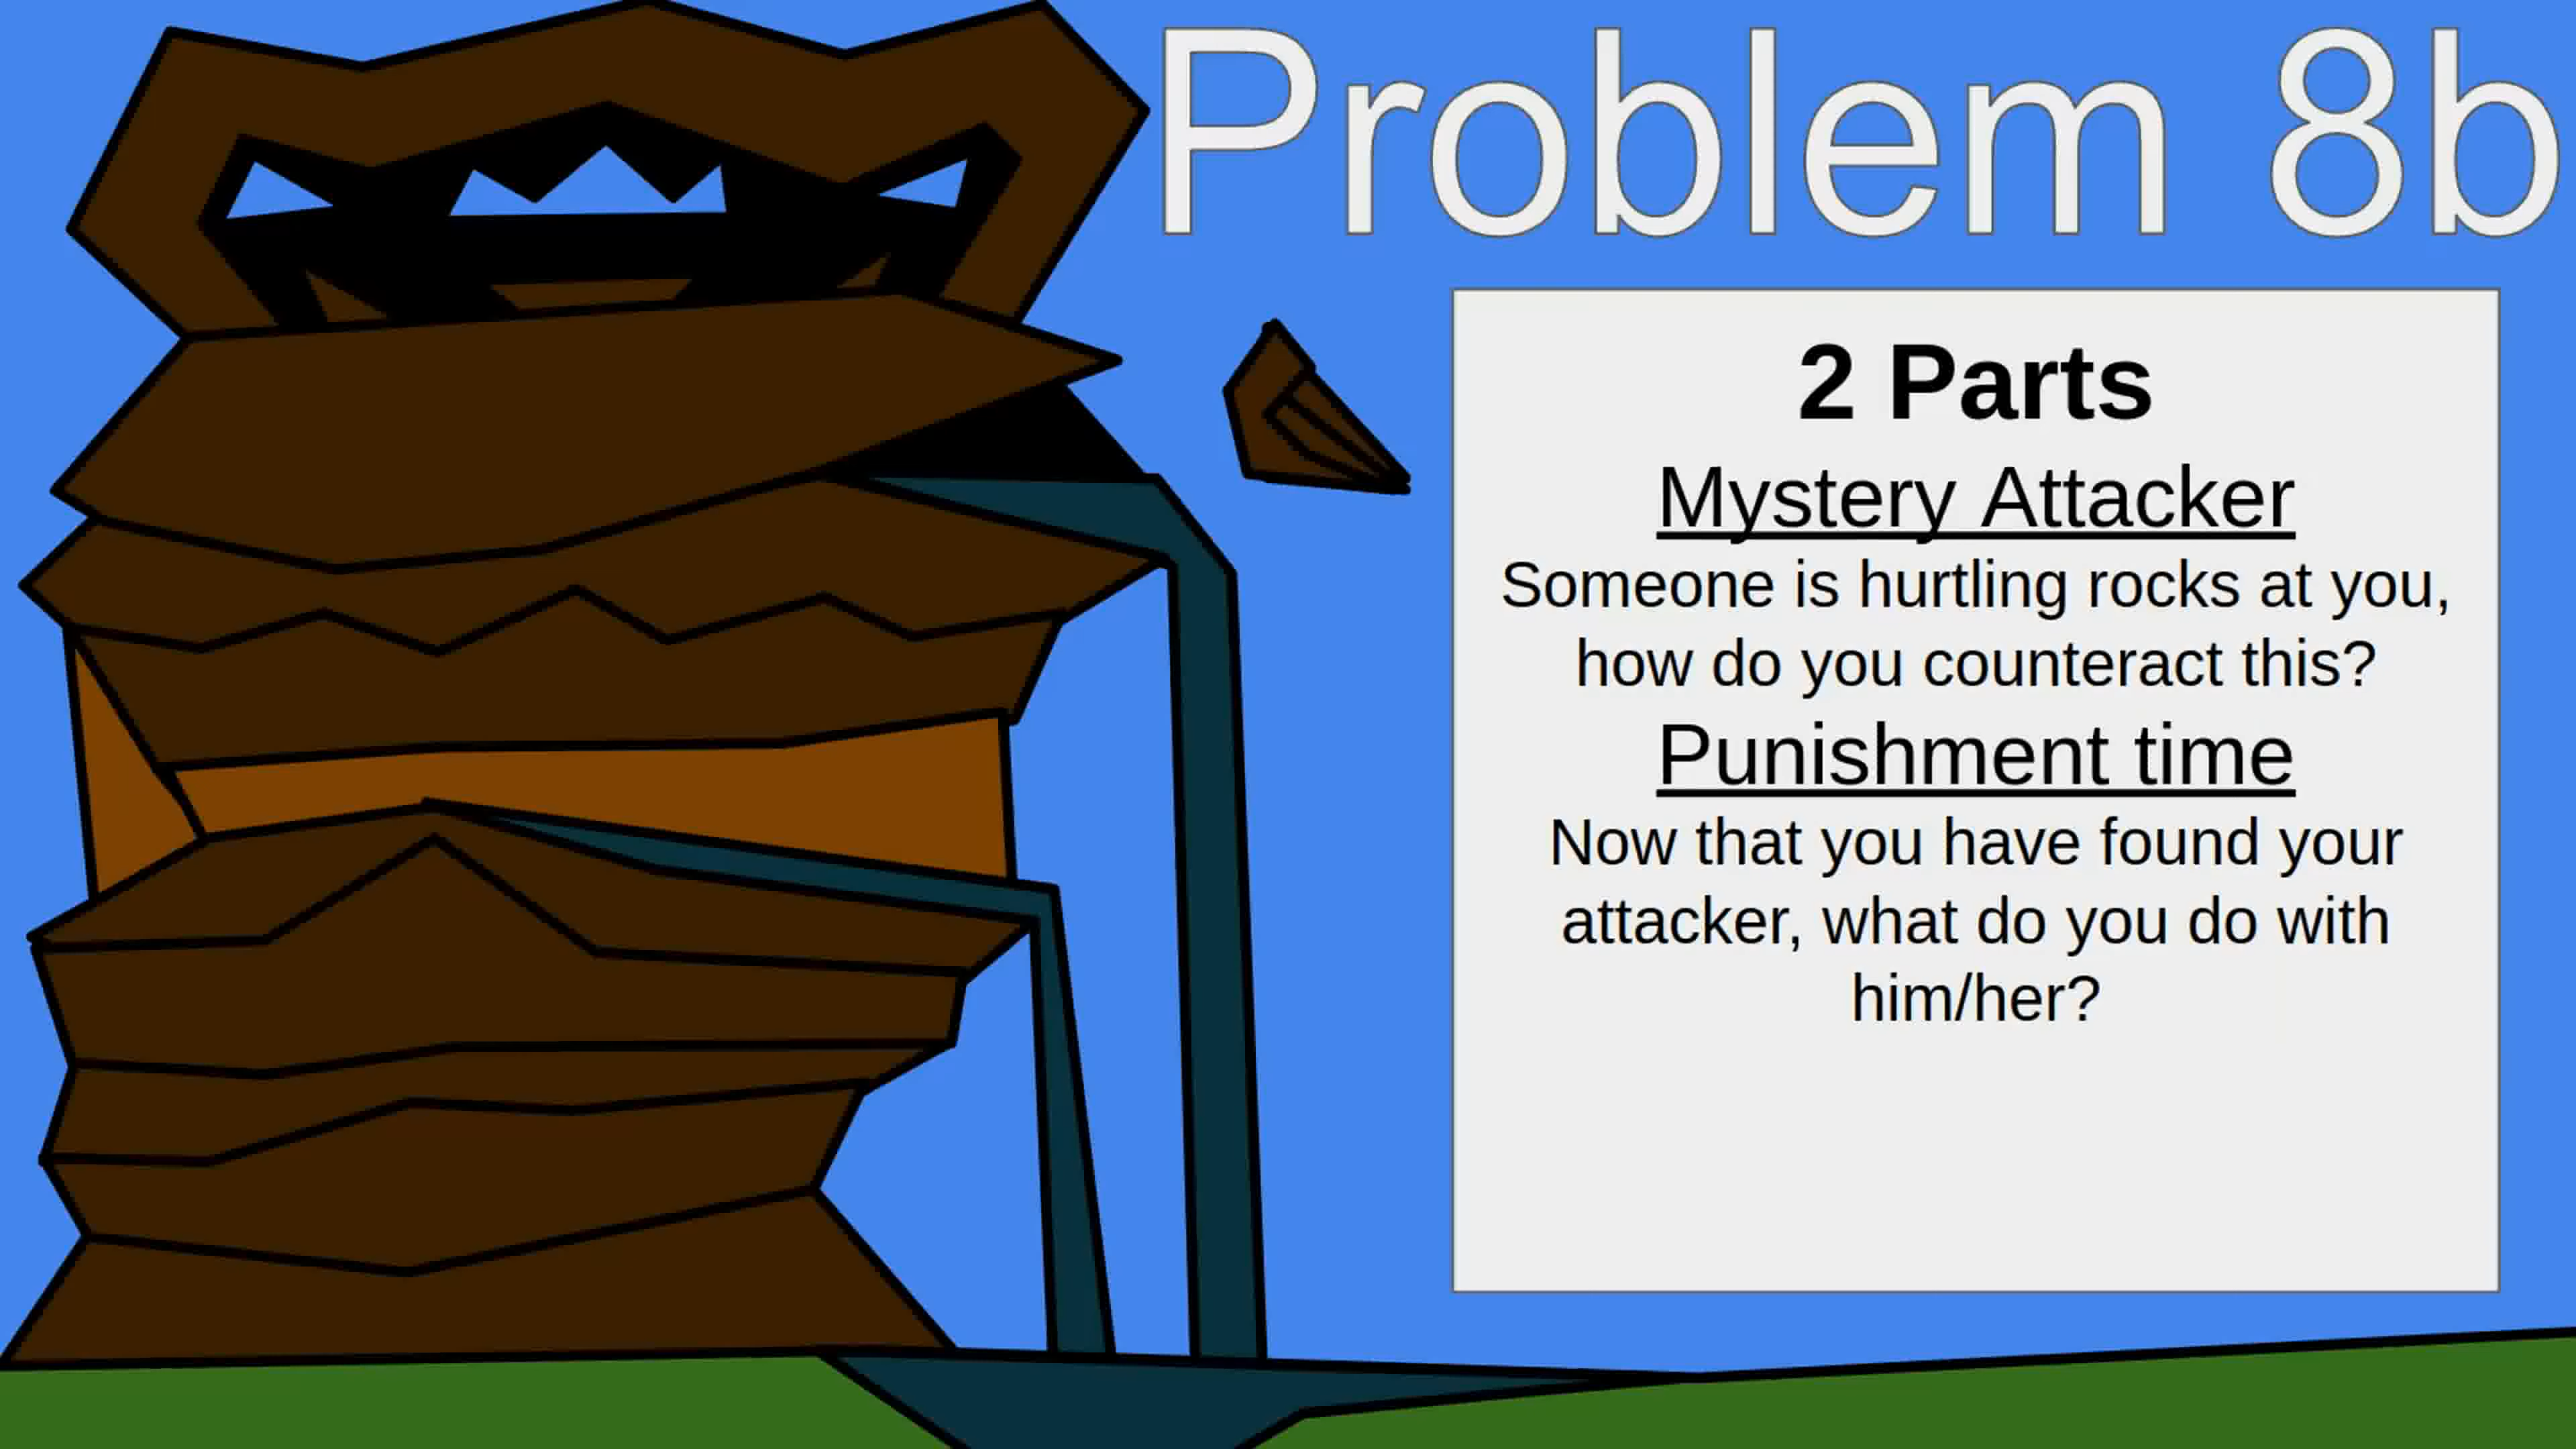 Problem 8b
2 Parts
Mystery Attacker
Someone is hurtling rocks at you,
how do you counteract this?
Punishment time
Now that you have found your
attacker, what do you do with
him/her?